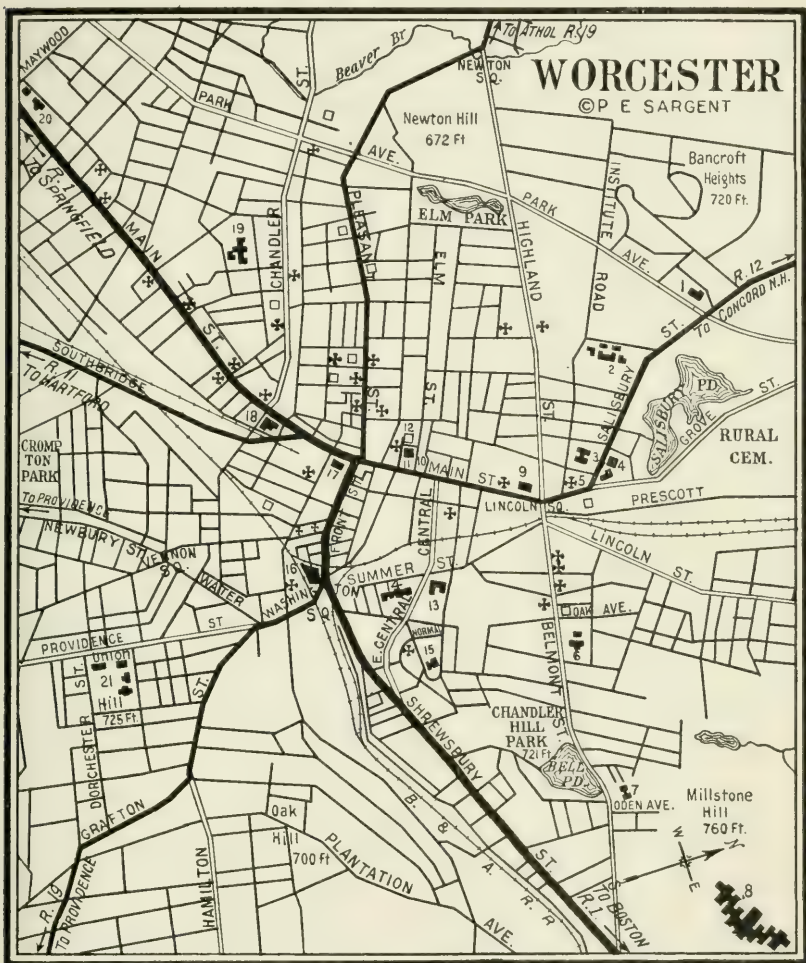 WORCESTER
©P E SARGENT
TO ATHOL R.19
NEWTON SQ.
MAYWOOD
ST.
Beaver Br
PARK
AVE.
Newton Hill
672 Ft
INSTITUTE
ROAD
Bancroft
Heights
720 Ft.
20
R. 1
TO SPRINGFIELD
MAIN
ST.
19
CHANDLER
PLEASANT
ST.
ELM PARK
ELM
ST.
HIGHLAND
ST.
PARK
AVE.
1
R. 12
TO CONCORD N.H.
2
SALISBURY
ST.
SALISBURY PD
GROVE ST.
SOUTHBRIDGE
R. 11
TO HARTFORD
18
17
12
11
10
MAIN ST
9
3
4
5
RURAL
CEM.
CROMP
TON
PARK
TO PROVIDENCE
NEWBURY ST
VERNON
SQ.
WATER
FRONT ST.
CENTRAL
ST.
LINCOLN SQ.
PRESCOTT
LINCOLN
ST.
16
WASHINGTON
SQ.
SUMMER
14
13
E. CENTRAL
NORMAL
15
OAK AVE.
6
BELMONT
ST.
PROVIDENCE ST
Union
21
Hill
725 Ft.
DORCHESTER ST.
GRAFTON
ST.
SHREWSBURY
ST.
CHANDLER
HILL
PARK
721 Ft
BELL
PD.
7
ODEN AVE.
Millstone
Hill
760 Ft.
Oak
Hill
700 Ft
PLANTATION
AVE.
B. & A. R. R
HAMILTON
R. 19
TO PROVIDENCE
TO BOSTON
R. 1.
W
N
S
E
8